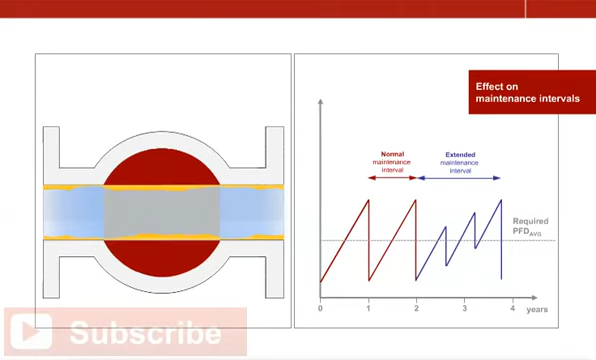 Effect on
maintenance intervals
Normal
maintenance
interval
Extended
maintenance
interval
Required
PFDAVG
0 1 2 3 4 years
Subscribe